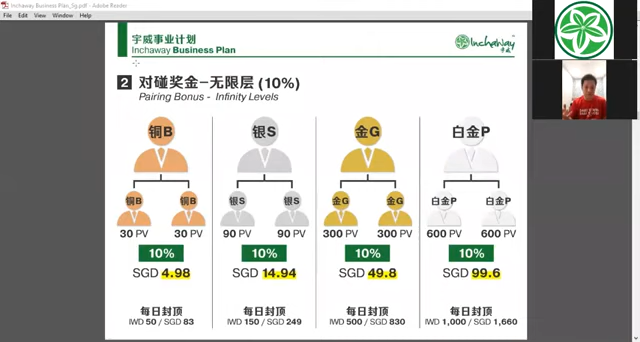 Inchaway Business Plan_Sg.pdf - Adobe Reader
File Edit View Window Help
宇威事业计划
Inchaway Business Plan
Inchaway
宇威
2 对碰奖金-无限层 (10%)
Pairing Bonus - Infinity Levels
铜B 银S 金G 白金P
铜B 铜B 银S 银S 金G 金G 白金P 白金P
30 PV 30 PV 90 PV 90 PV 300 PV 300 PV 600 PV 600 PV
10% 10% 10% 10%
SGD 4.98 SGD 14.94 SGD 49.8 SGD 99.6
每日封顶 每日封顶 每日封顶 每日封顶
IWD 50 / SGD 83 IWD 150 / SGD 249 IWD 500 / SGD 830 IWD 1,000 / SGD 1,660